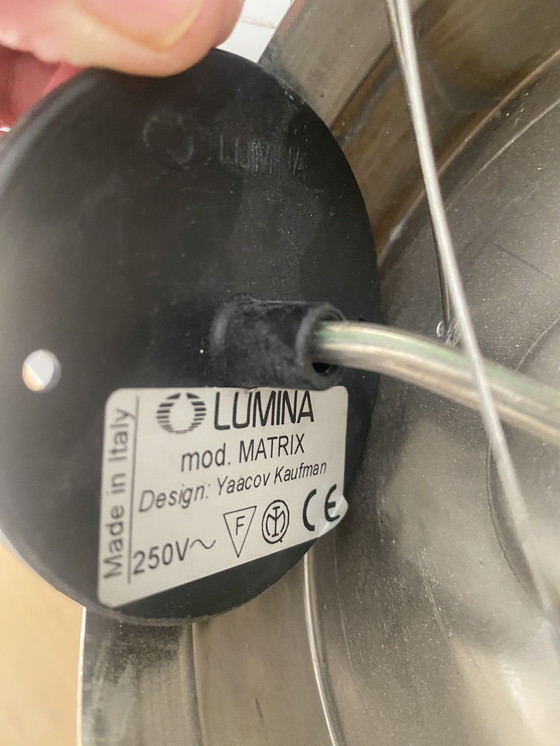 LUMINA
LUMINA
mod. MATRIX
Design: Yaacov Kaufman
250V~ F CE
Made in Italy